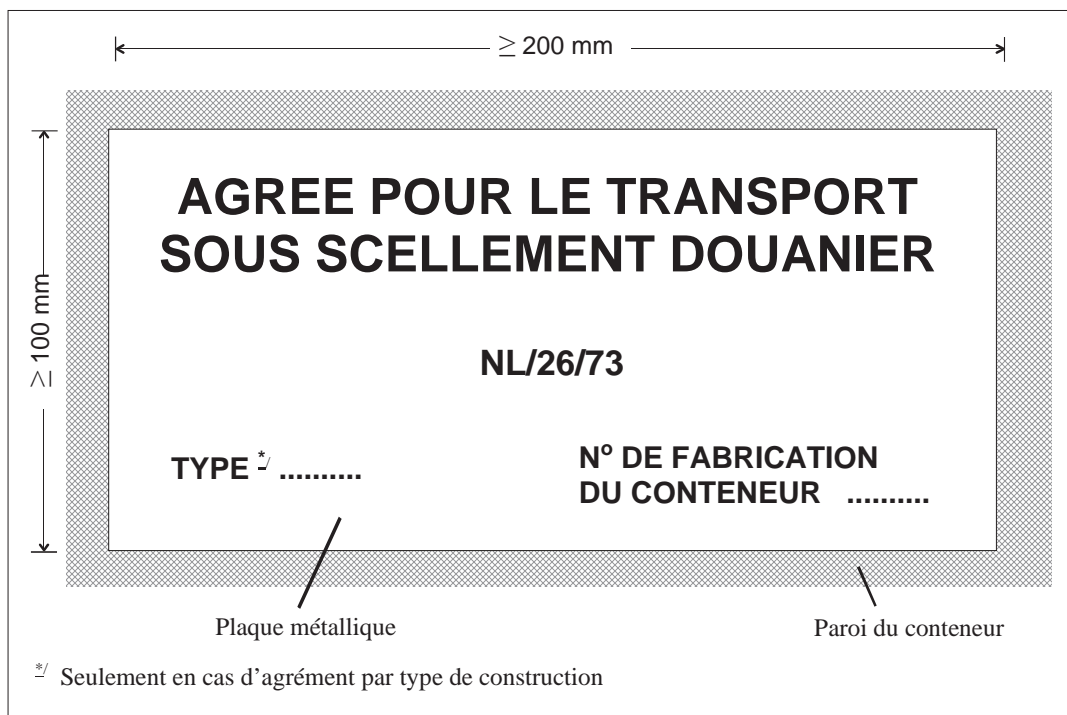 ≥ 200 mm
≥ 100 mm
AGREE POUR LE TRANSPORT
SOUS SCELLEMENT DOUANIER
NL/26/73
TYPE */ ..........
Nº DE FABRICATION
DU CONTENEUR ..........
Plaque métallique
Paroi du conteneur
*/ Seulement en cas d’agrément par type de construction